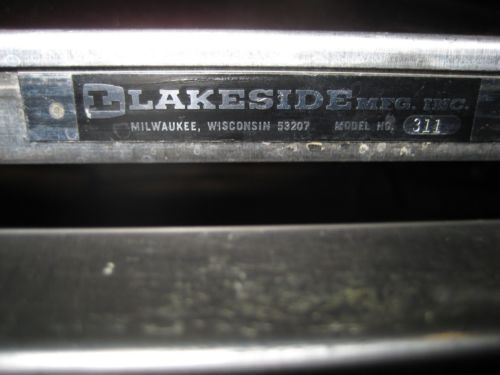 L LAKESIDE MFG. INC.
MILWAUKEE, WISCONSIN 53207 MODEL NO. 311